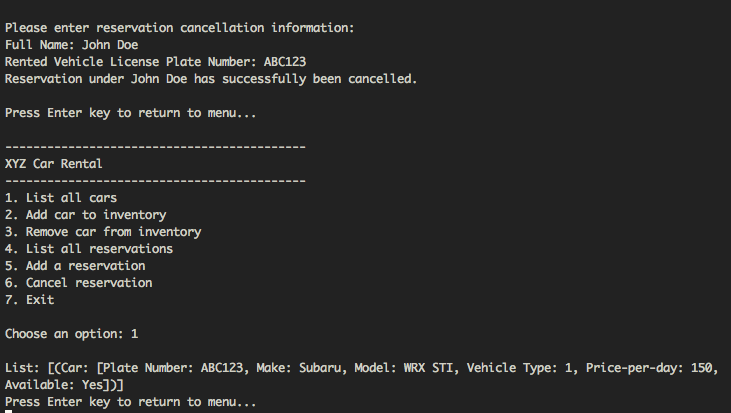 Please enter reservation cancellation information:
Full Name: John Doe
Rented Vehicle License Plate Number: ABC123
Reservation under John Doe has successfully been cancelled.
Press Enter key to return to menu...
-------------------------------------------
XYZ Car Rental
-------------------------------------------
1. List all cars
2. Add car to inventory
3. Remove car from inventory
4. List all reservations
5. Add a reservation
6. Cancel reservation
7. Exit
Choose an option: 1
List: [(Car: [Plate Number: ABC123, Make: Subaru, Model: WRX STI, Vehicle Type: 1, Price-per-day: 150,
Available: Yes])]
Press Enter key to return to menu...